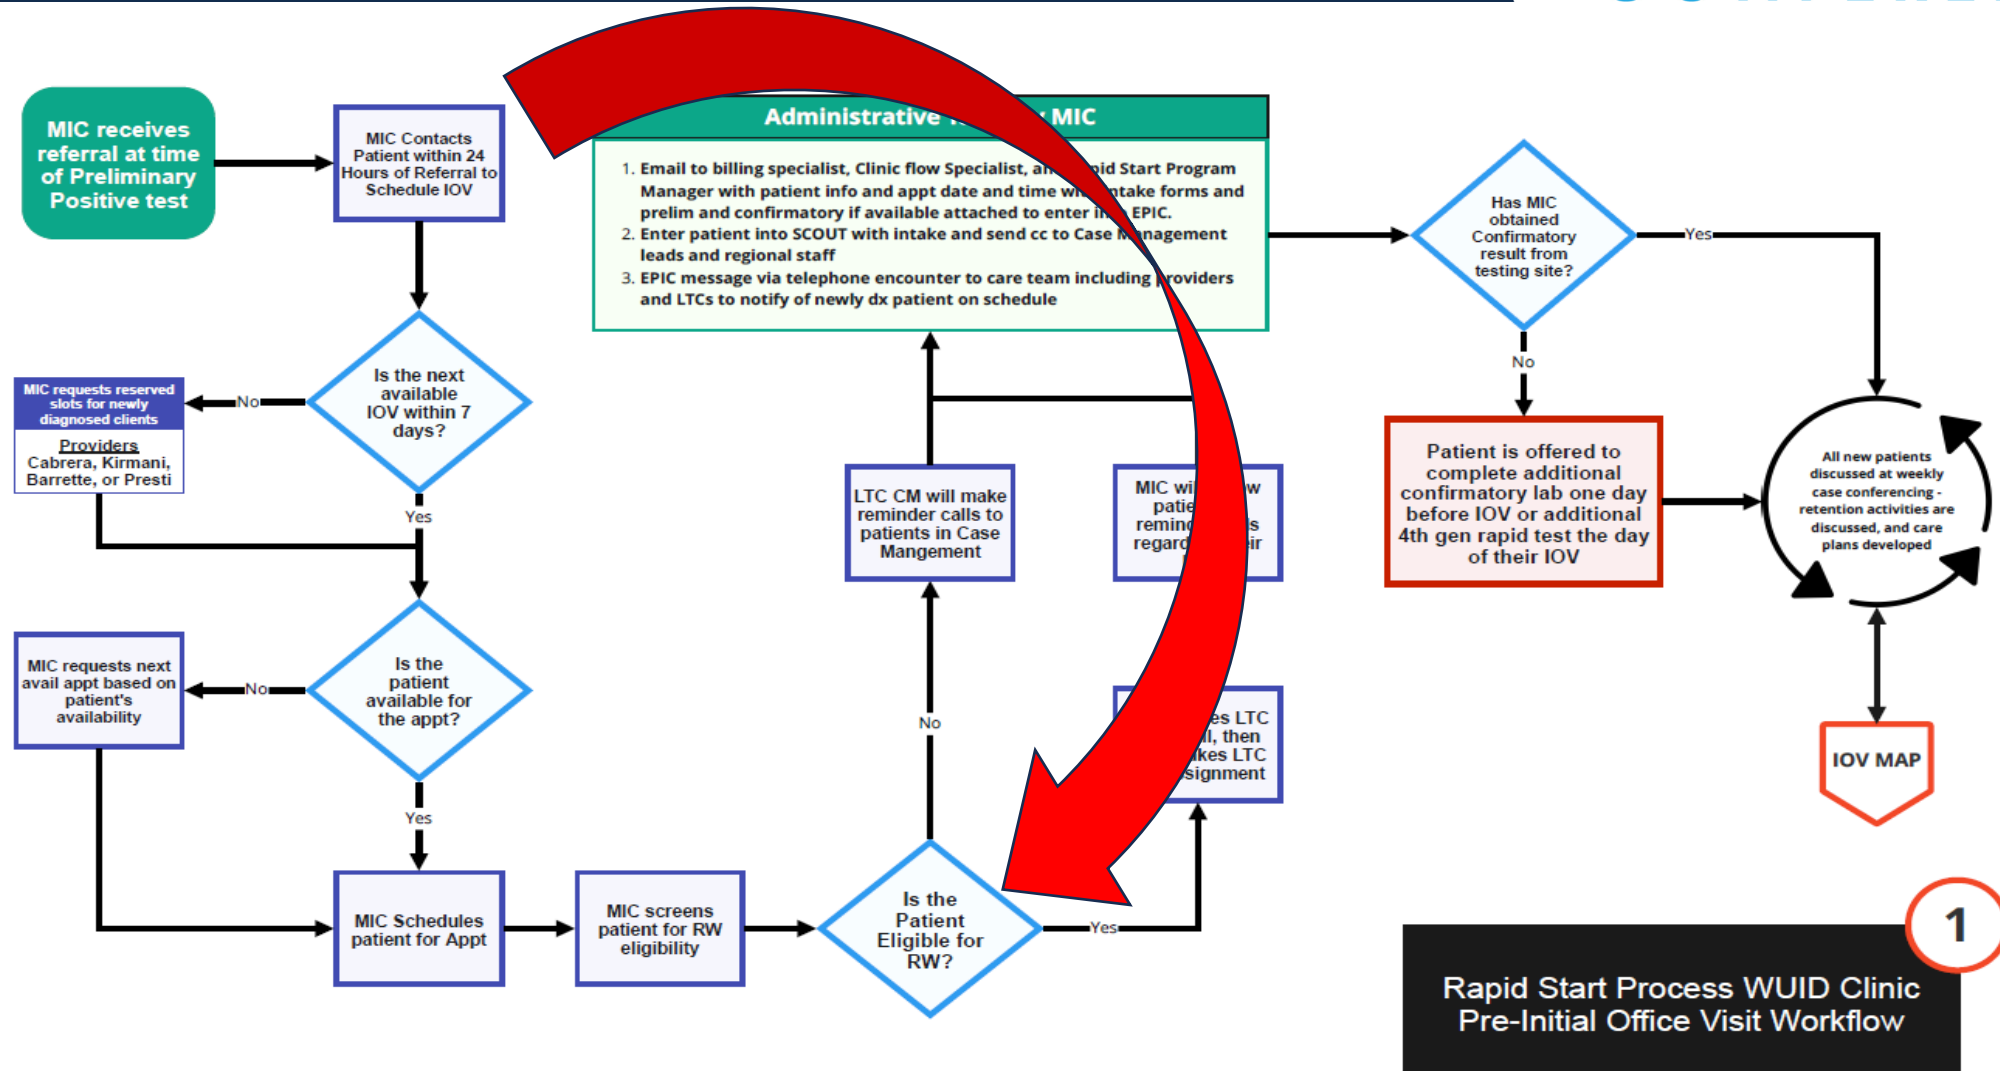 MIC receives
referral at time
of Preliminary
Positive test
MIC Contacts
Patient within 24
Hours of Referral to
Schedule IOV
Is the next
available
IOV within 7
days?
No
MIC requests reserved
slots for newly
diagnosed clients
Providers
Cabrera, Kirmani,
Barrette, or Presti
Yes
Is the
patient
available for
the appt?
No
MIC requests next
avail appt based on
patient's
availability
Yes
MIC Schedules
patient for Appt
MIC screens
patient for RW
eligibility
Is the
Patient
Eligible for
RW?
No
LTC CM will make
reminder calls to
patients in Case
Mangement
Yes
LTC
then
LTC
MIC
Administrative MIC
1. Email to billing specialist, Clinic flow Specialist, Start Program
Manager with patient info and appt date and time intake forms and
prelim and confirmatory if available attached to enter EPIC.
2. Enter patient into SCOUT with intake and send cc to Case Management
leads and regional staff
3. EPIC message via telephone encounter to care team including providers
and LTCs to notify of newly dx patient on schedule
Has MIC
obtained
Confirmatory
result from
testing site?
Yes
No
Patient is offered to
complete additional
confirmatory lab one day
before IOV or additional
4th gen rapid test the day
of their IOV
All new patients
discussed at weekly
case conferencing -
retention activities are
discussed, and care
plans developed
IOV MAP
1
Rapid Start Process WUID Clinic
Pre-Initial Office Visit Workflow